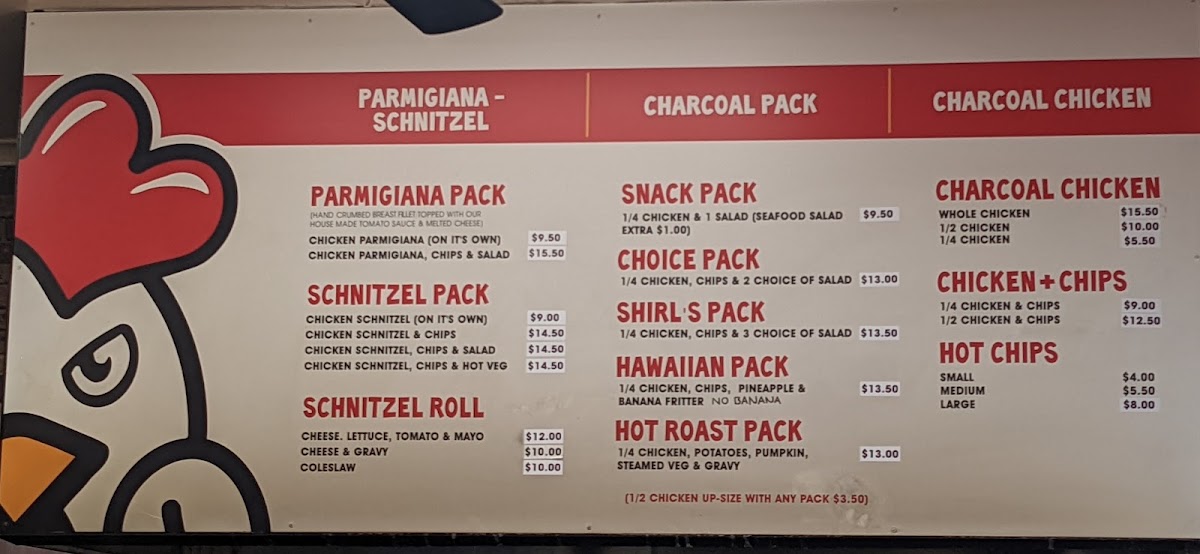 PARMIGIANA -
SCHNITZEL
PARMIGIANA PACK
(HAND CRUMBED BREAST FILLET TOPPED WITH OUR
HOUSE MADE TOMATO SAUCE & MELTED CHEESE)
CHICKEN PARMIGIANA (ON IT'S OWN) $9.50
CHICKEN PARMIGIANA, CHIPS & SALAD $15.50
SCHNITZEL PACK
CHICKEN SCHNITZEL (ON IT'S OWN) $9.00
CHICKEN SCHNITZEL & CHIPS $14.50
CHICKEN SCHNITZEL, CHIPS & SALAD $14.50
CHICKEN SCHNITZEL, CHIPS & HOT VEG $14.50
SCHNITZEL ROLL
CHEESE. LETTUCE, TOMATO & MAYO $12.00
CHEESE & GRAVY $10.00
COLESLAW $10.00
CHARCOAL PACK
SNACK PACK
1/4 CHICKEN & 1 SALAD (SEAFOOD SALAD $9.50
EXTRA $1.00)
CHOICE PACK
1/4 CHICKEN, CHIPS & 2 CHOICE OF SALAD $13.00
SHIRL'S PACK
1/4 CHICKEN, CHIPS & 3 CHOICE OF SALAD $13.50
HAWAIIAN PACK
1/4 CHICKEN, CHIPS, PINEAPPLE & $13.50
BANANA FRITTER NO BANANA
HOT ROAST PACK
1/4 CHICKEN, POTATOES, PUMPKIN, $13.00
STEAMED VEG & GRAVY
(1/2 CHICKEN UP-SIZE WITH ANY PACK $3.50)
CHARCOAL CHICKEN
CHARCOAL CHICKEN
WHOLE CHICKEN $15.50
1/2 CHICKEN $10.00
1/4 CHICKEN $5.50
CHICKEN + CHIPS
1/4 CHICKEN & CHIPS $9.00
1/2 CHICKEN & CHIPS $12.50
HOT CHIPS
SMALL $4.00
MEDIUM $5.50
LARGE $8.00